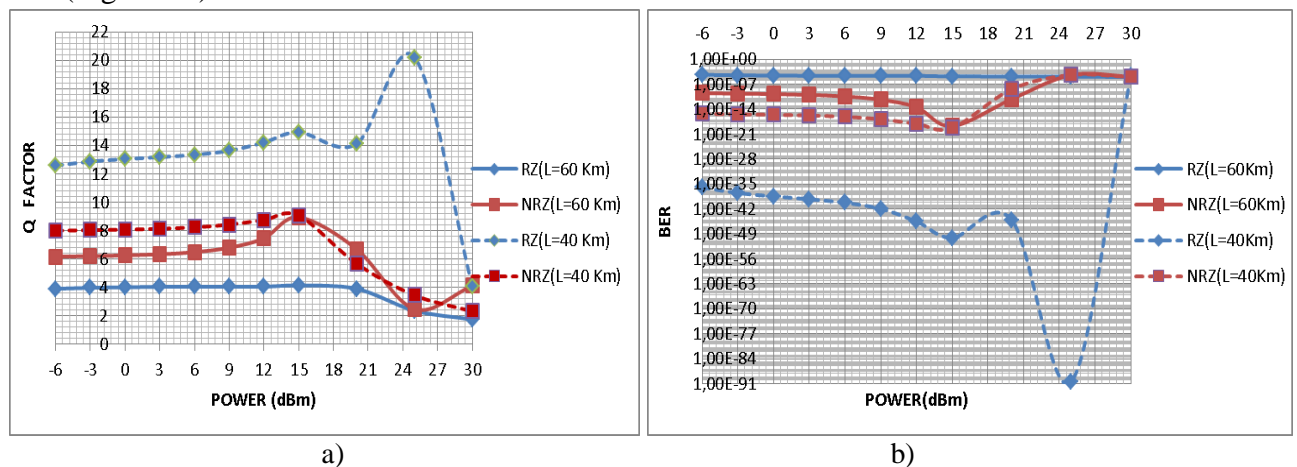 22
20
18
16
14
12
10
8
6
4
2
0
Q FACTOR
-6 -3 0 3 6 9 12 15 18 21 24 27 30
POWER (dBm)
RZ(L=60 Km)
NRZ(L=60 Km)
RZ(L=40 Km)
NRZ(L=40 Km)
a)
-6 -3 0 3 6 9 12 15 18 21 24 27 30
1,00E+00
1,00E-07
1,00E-14
1,00E-21
1,00E-28
1,00E-35
1,00E-42
1,00E-49
1,00E-56
1,00E-63
1,00E-70
1,00E-77
1,00E-84
1,00E-91
BER
POWER(dBm)
RZ(L=60Km)
NRZ(L=60Km)
RZ(L=40Km)
NRZ(L=40Km)
b)